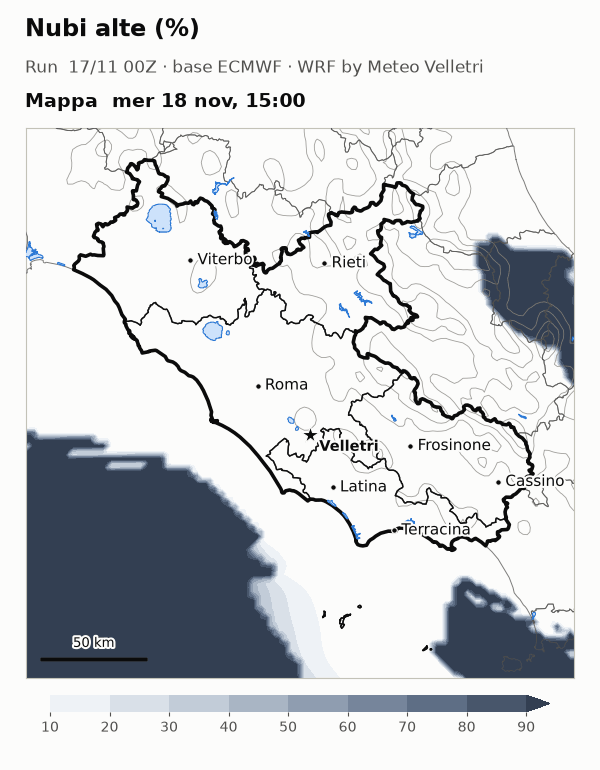 Nubi alte (%)
Run  17/11 00Z · base ECMWF · WRF by Meteo Velletri
Mappa  mer 18 nov, 15:00
Viterbo
Rieti
Roma
Velletri
Frosinone
Cassino
Latina
Terracina
50 km
10 20 30 40 50 60 70 80 90